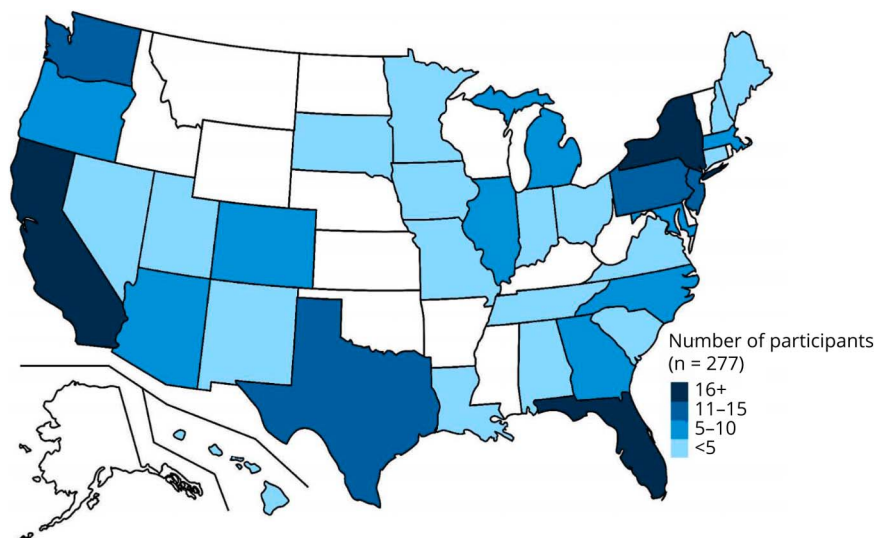 Number of participants
(n = 277)
16+
11–15
5–10
<5